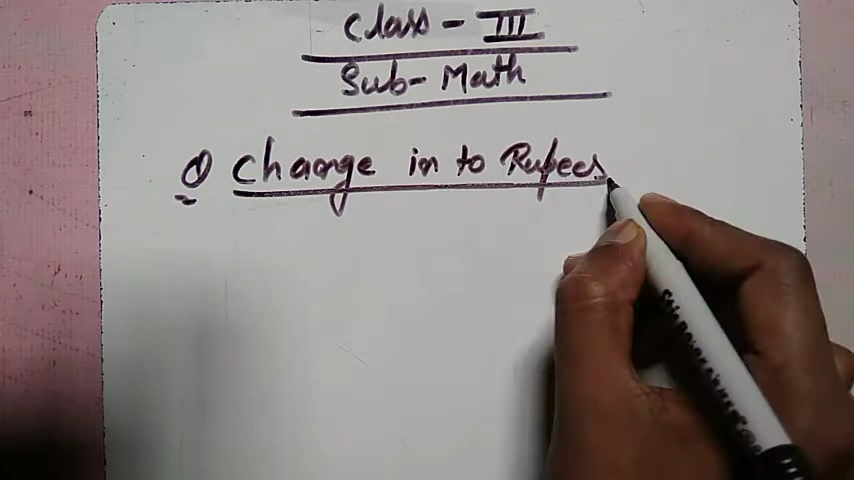 Class - III
Sub- Math
Q Change in to Rupees